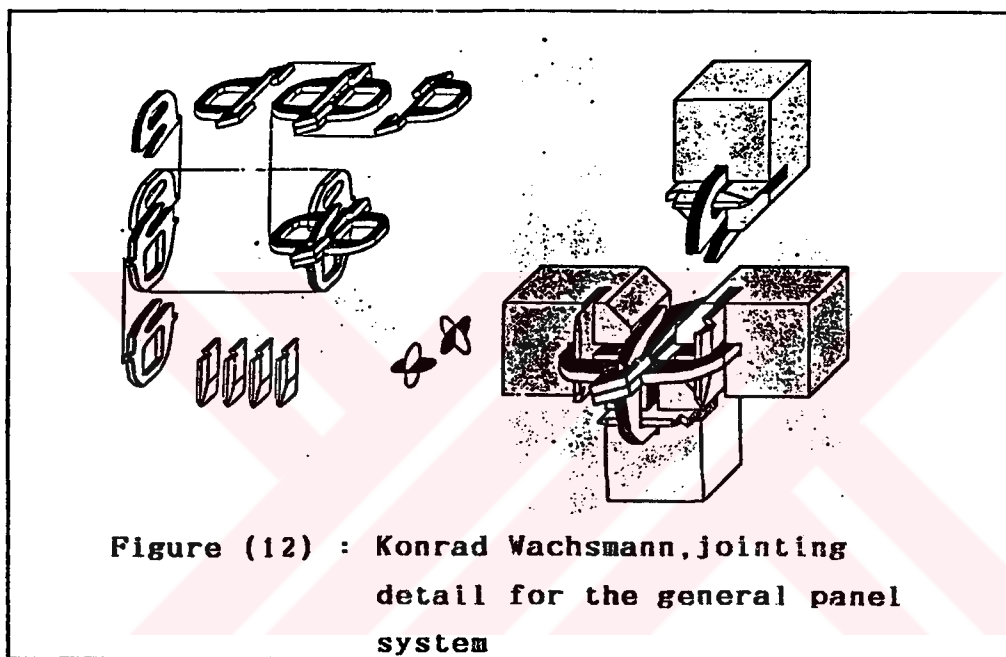 Figure (12) : Konrad Wachsmann,jointing
detail for the general panel
system